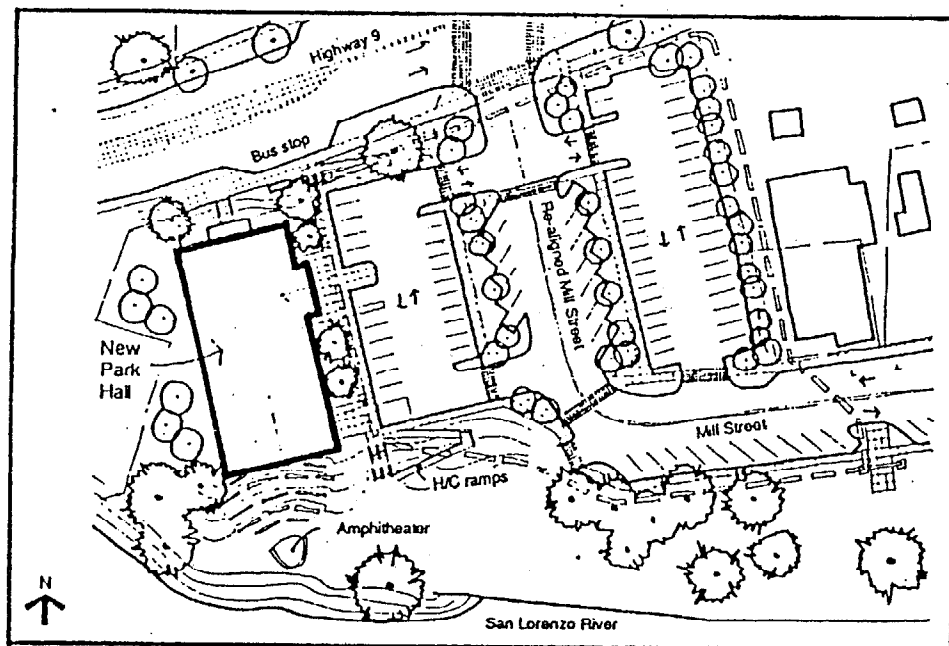 Highway 9
Bus stop
Re-aligned Mill Street
New
Park
Hall
Mill Street
H/C ramps
Amphitheater
N
San Lorenzo River